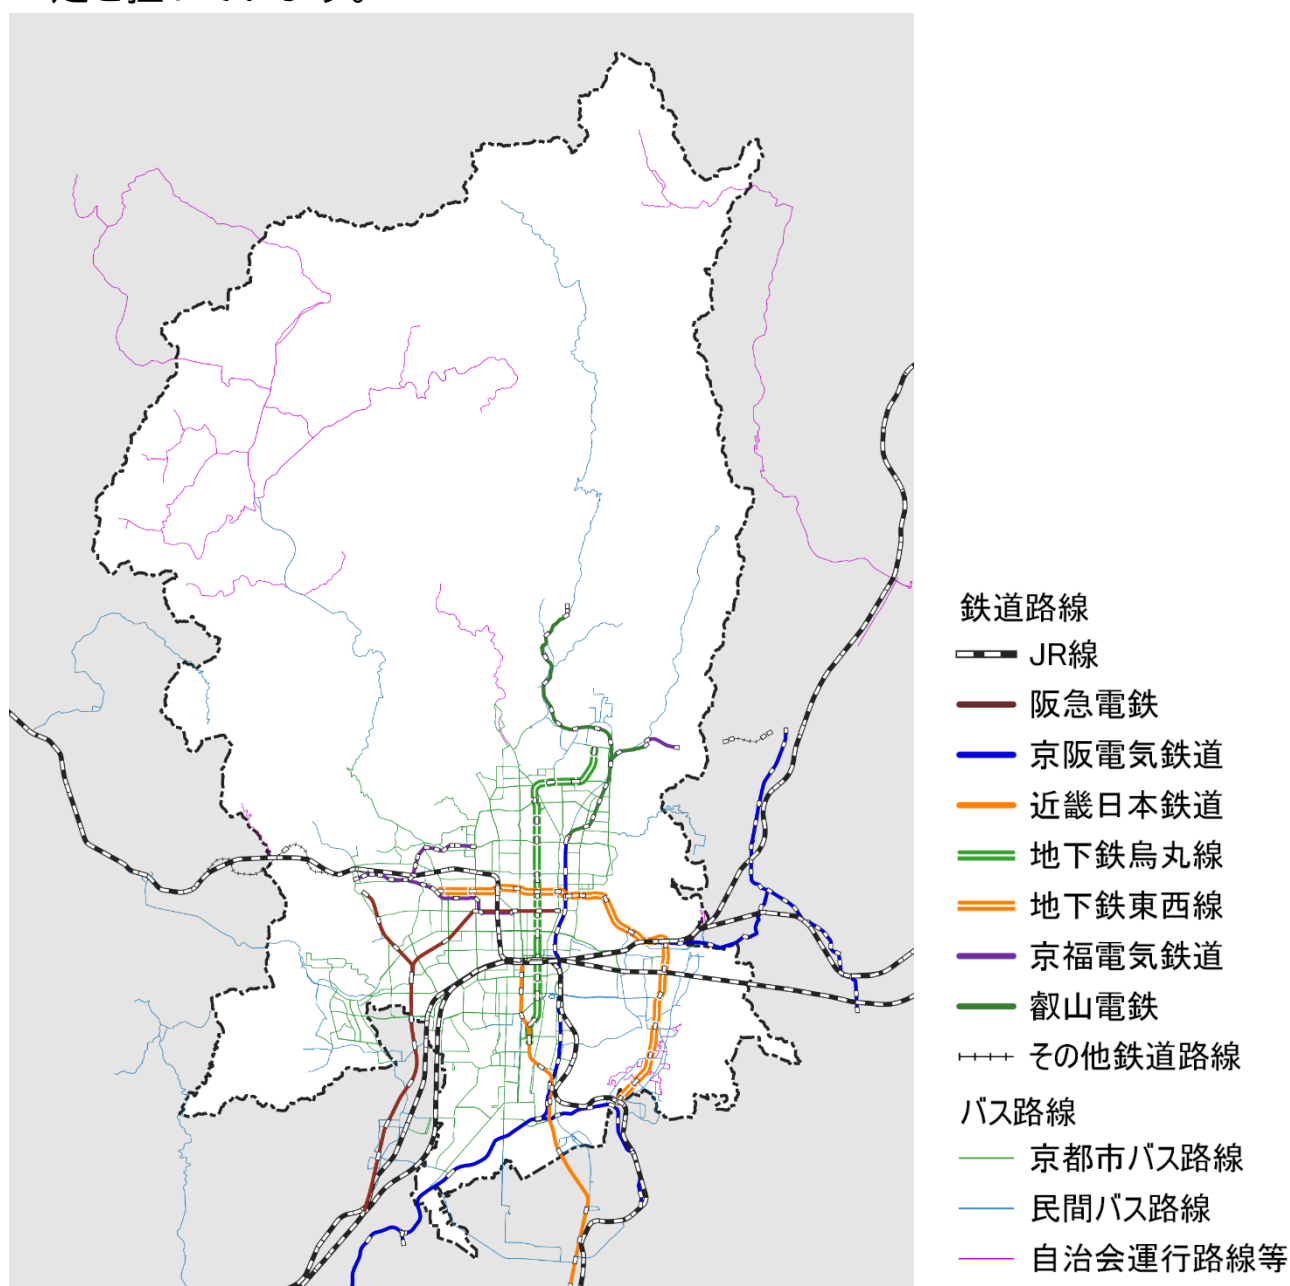 鉄道路線
JR線
阪急電鉄
京阪電気鉄道
近畿日本鉄道
地下鉄烏丸線
地下鉄東西線
京福電気鉄道
叡山電鉄
その他鉄道路線
バス路線
京都市バス路線
民間バス路線
自治会運行路線等